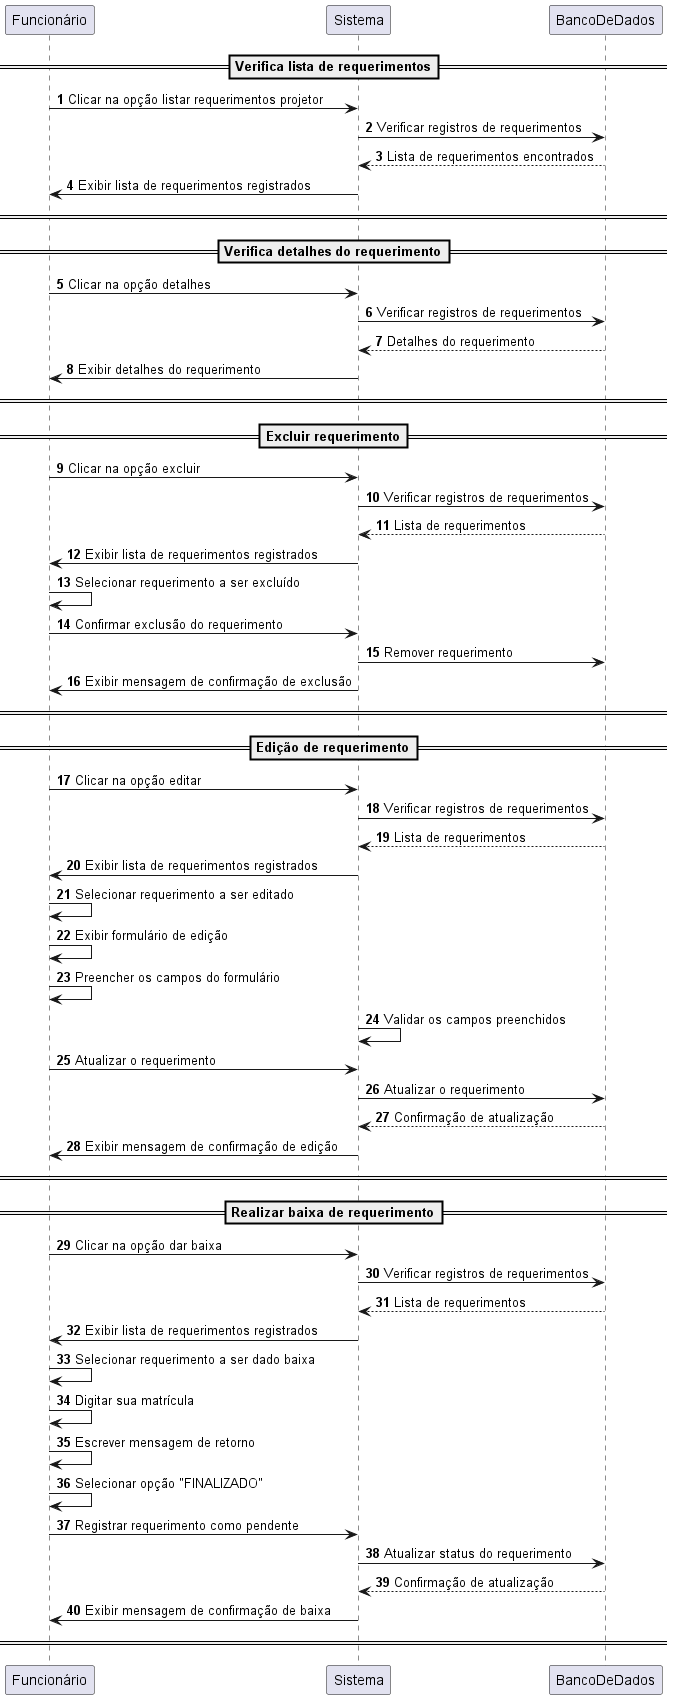 Funcionário Sistema BancoDeDados
Verifica lista de requerimentos
1 Clicar na opção listar requerimentos projetor
2 Verificar registros de requerimentos
3 Lista de requerimentos encontrados
4 Exibir lista de requerimentos registrados
Verifica detalhes do requerimento
5 Clicar na opção detalhes
6 Verificar registros de requerimentos
7 Detalhes do requerimento
8 Exibir detalhes do requerimento
Excluir requerimento
9 Clicar na opção excluir
10 Verificar registros de requerimentos
11 Lista de requerimentos
12 Exibir lista de requerimentos registrados
13 Selecionar requerimento a ser excluído
14 Confirmar exclusão do requerimento
15 Remover requerimento
16 Exibir mensagem de confirmação de exclusão
Edição de requerimento
17 Clicar na opção editar
18 Verificar registros de requerimentos
19 Lista de requerimentos
20 Exibir lista de requerimentos registrados
21 Selecionar requerimento a ser editado
22 Exibir formulário de edição
23 Preencher os campos do formulário
24 Validar os campos preenchidos
25 Atualizar o requerimento
26 Atualizar o requerimento
27 Confirmação de atualização
28 Exibir mensagem de confirmação de edição
Realizar baixa de requerimento
29 Clicar na opção dar baixa
30 Verificar registros de requerimentos
31 Lista de requerimentos
32 Exibir lista de requerimentos registrados
33 Selecionar requerimento a ser dado baixa
34 Digitar sua matrícula
35 Escrever mensagem de retorno
36 Selecionar opção "FINALIZADO"
37 Registrar requerimento como pendente
38 Atualizar status do requerimento
39 Confirmação de atualização
40 Exibir mensagem de confirmação de baixa
Funcionário Sistema BancoDeDados